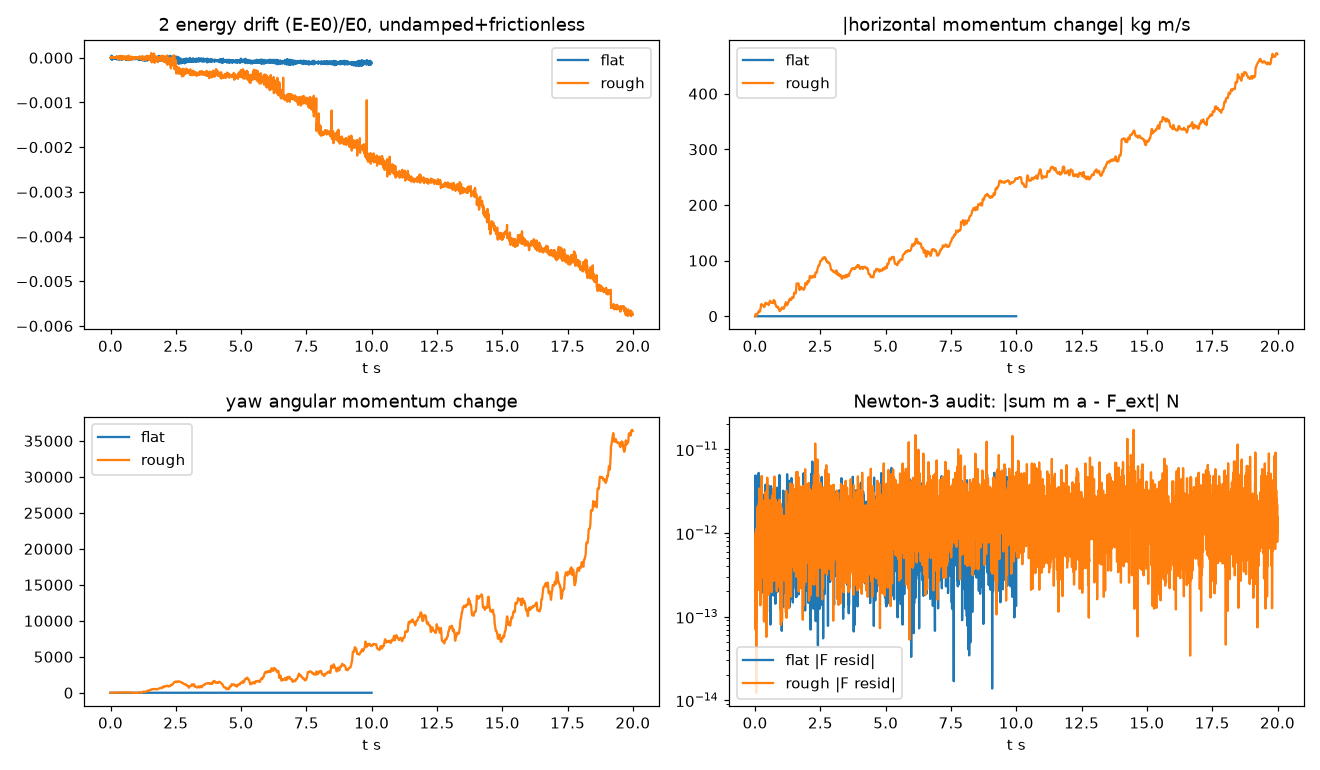 2 energy drift (E-E0)/E0, undamped+frictionless
0.000
−0.001
−0.002
−0.003
−0.004
−0.005
−0.006
flat
rough
0.0 2.5 5.0 7.5 10.0 12.5 15.0 17.5 20.0
t s
|horizontal momentum change| kg m/s
400
300
200
100
0
flat
rough
0.0 2.5 5.0 7.5 10.0 12.5 15.0 17.5 20.0
t s
yaw angular momentum change
35000
30000
25000
20000
15000
10000
5000
0
flat
rough
0.0 2.5 5.0 7.5 10.0 12.5 15.0 17.5 20.0
t s
Newton-3 audit: |sum m a - F_ext| N
10⁻¹¹
10⁻¹²
10⁻¹³
10⁻¹⁴
flat |F resid|
rough |F resid|
0.0 2.5 5.0 7.5 10.0 12.5 15.0 17.5 20.0
t s